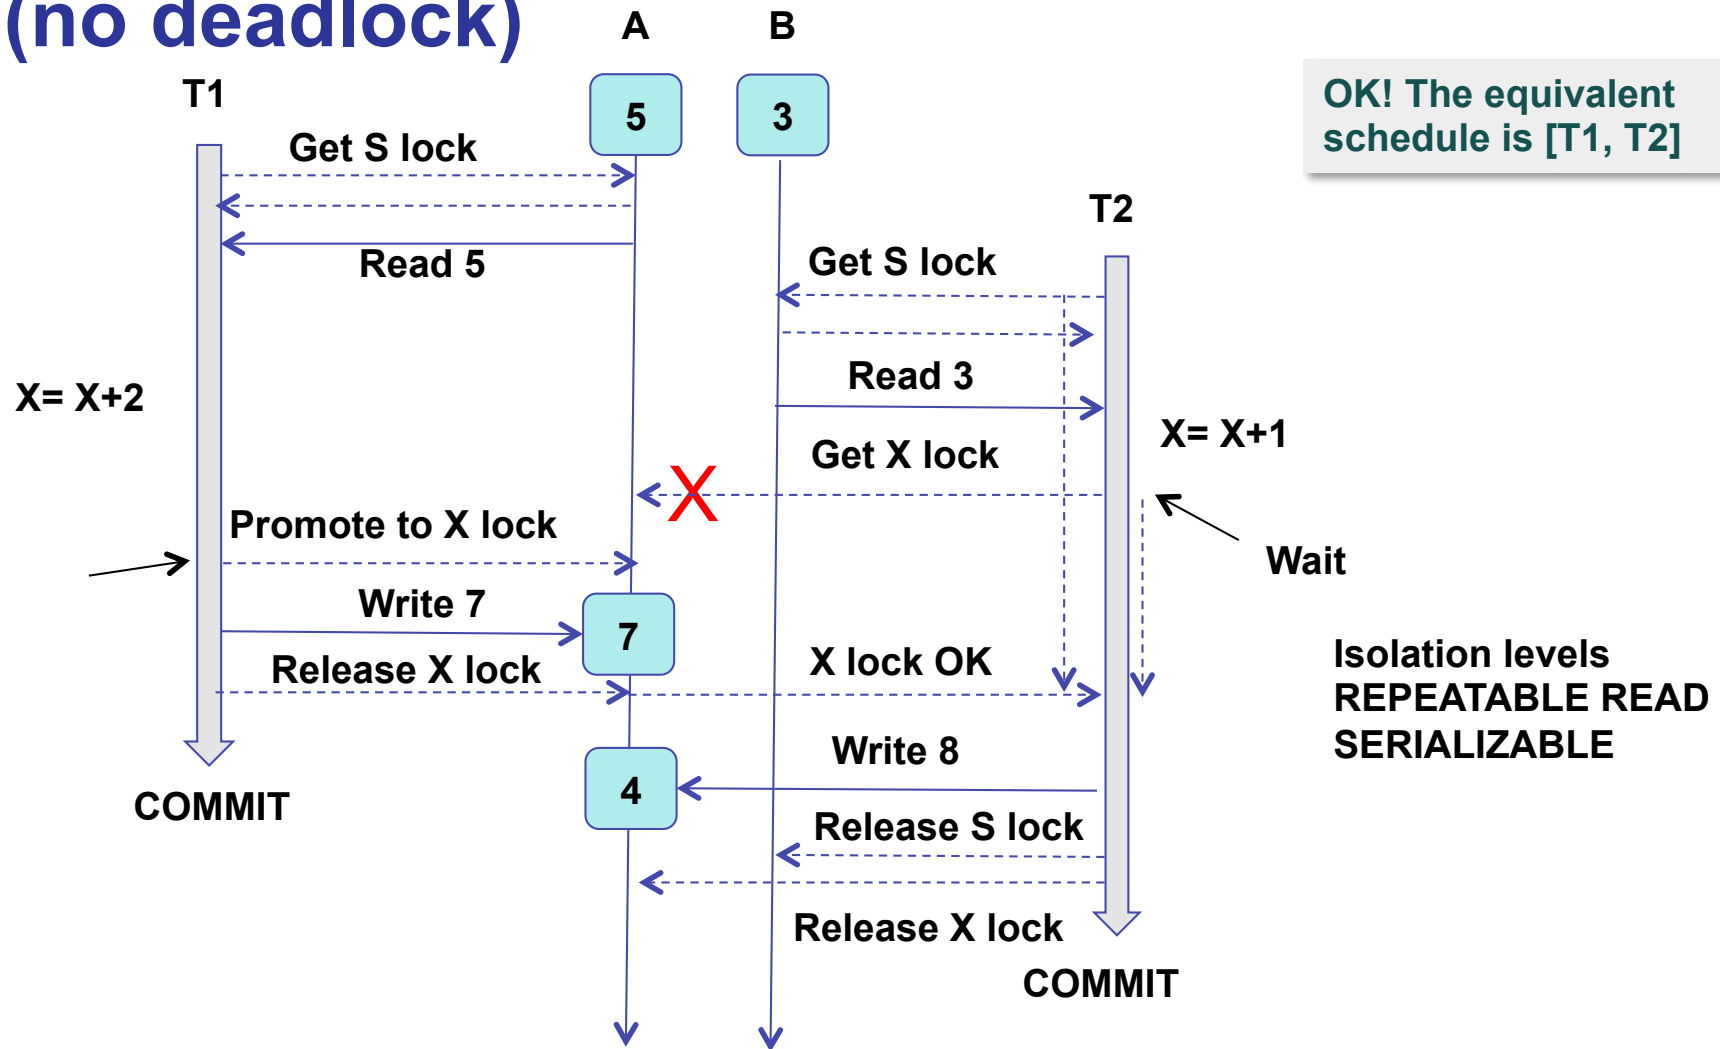 (no deadlock)
A
B
T1
5
3
OK! The equivalent
schedule is [T1, T2]
Get S lock
T2
Read 5
Get S lock
Read 3
X= X+2
X= X+1
Get X lock
X
Promote to X lock
Wait
Write 7
7
Release X lock
X lock OK
Isolation levels
REPEATABLE READ
SERIALIZABLE
Write 8
4
COMMIT
Release S lock
Release X lock
COMMIT